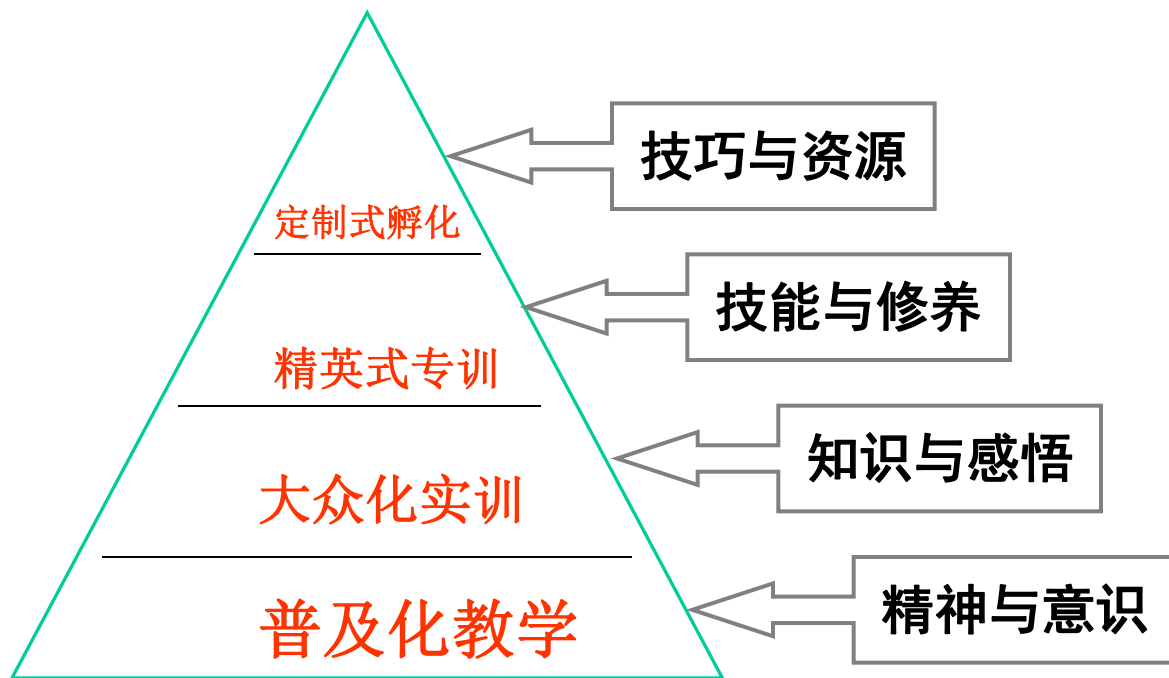 技巧与资源
定制式孵化
技能与修养
精英式专训
知识与感悟
大众化实训
精神与意识
普及化教学